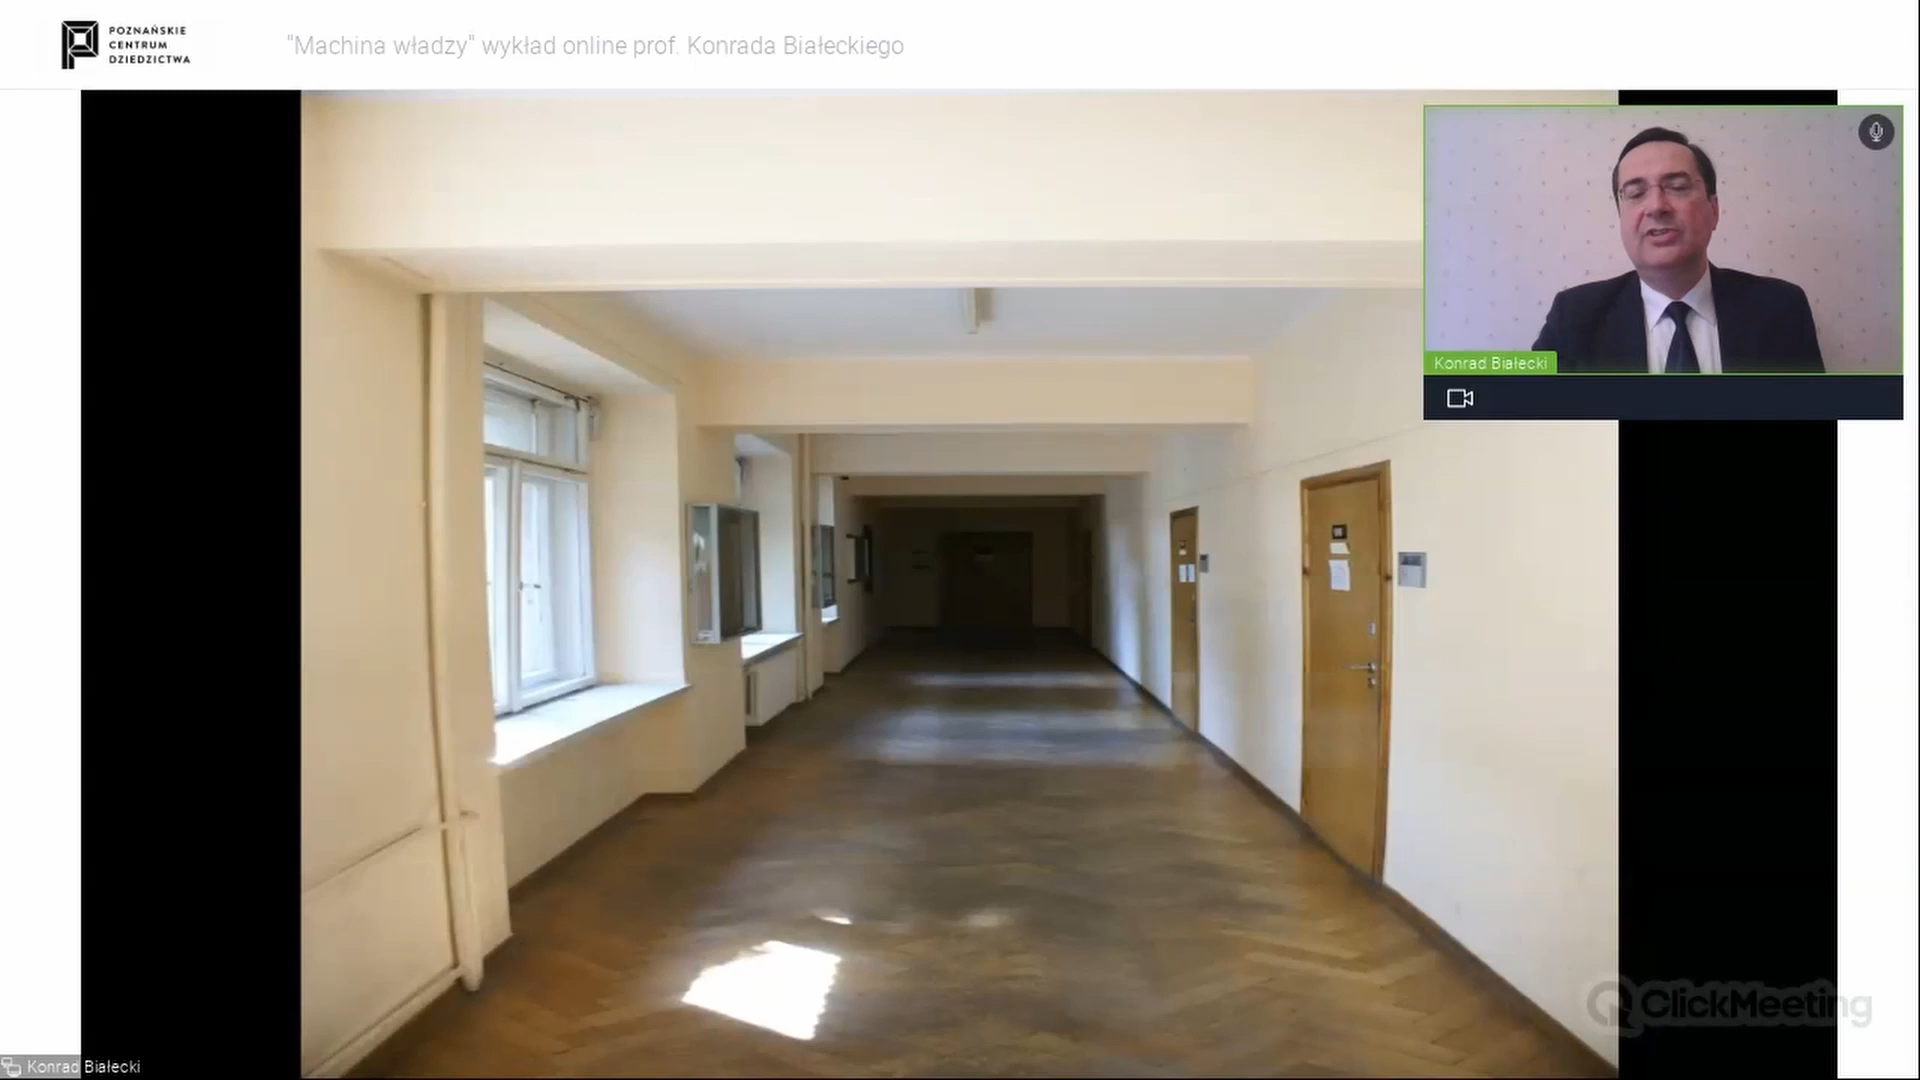 POZNAŃSKIE
CENTRUM
DZIEDZICTWA
"Machina władzy" wykład online prof. Konrada Białeckiego
Konrad Białecki
ClickMeeting
Konrad Białecki